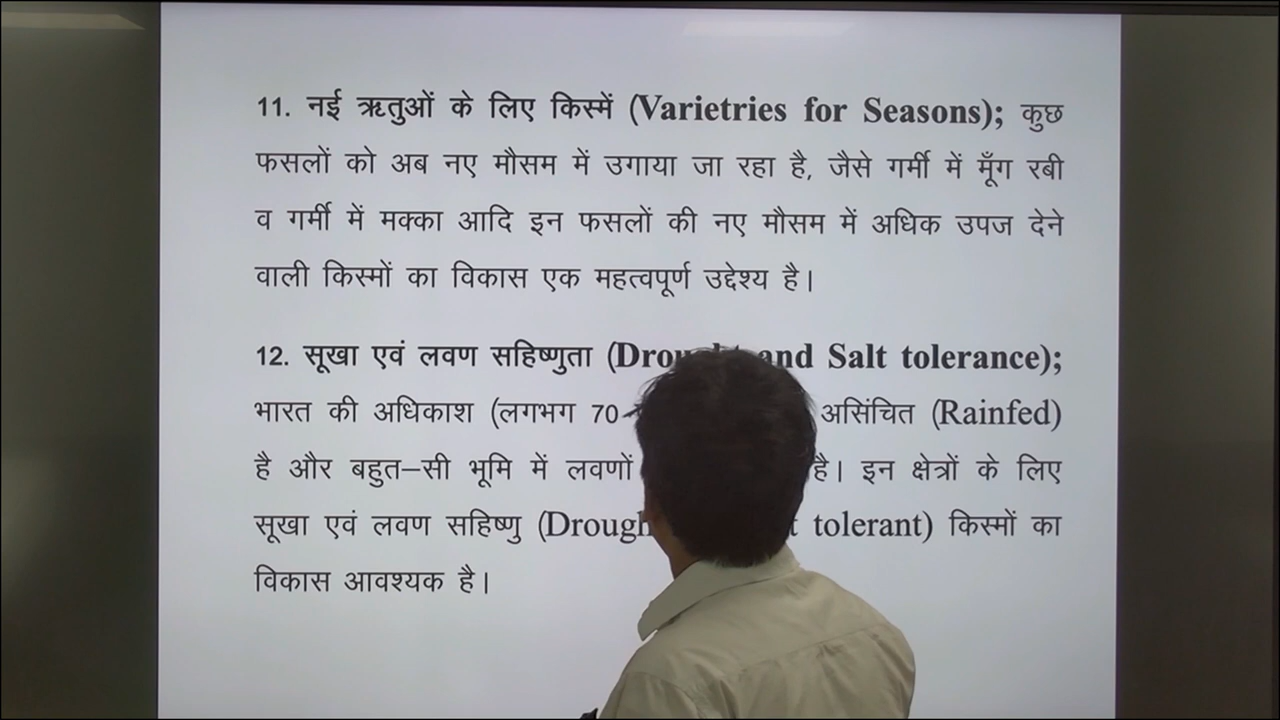 11. नई ऋतुओं के लिए किस्में (Varietries for Seasons); कुछ
फसलों को अब नए मौसम में उगाया जा रहा है, जैसे गर्मी में मूँग रबी
व गर्मी में मक्का आदि इन फसलों की नए मौसम में अधिक उपज देने
वाली किस्मों का विकास एक महत्वपूर्ण उद्देश्य है।
12. सूखा एवं लवण सहिष्णुता (Drought and Salt tolerance);
भारत की अधिकाश (लगभग 70 असिंचित (Rainfed)
है और बहुत–सी भूमि में लवणों है। इन क्षेत्रों के लिए
सूखा एवं लवण सहिष्णु (Drough tolerant) किस्मों का
विकास आवश्यक है।